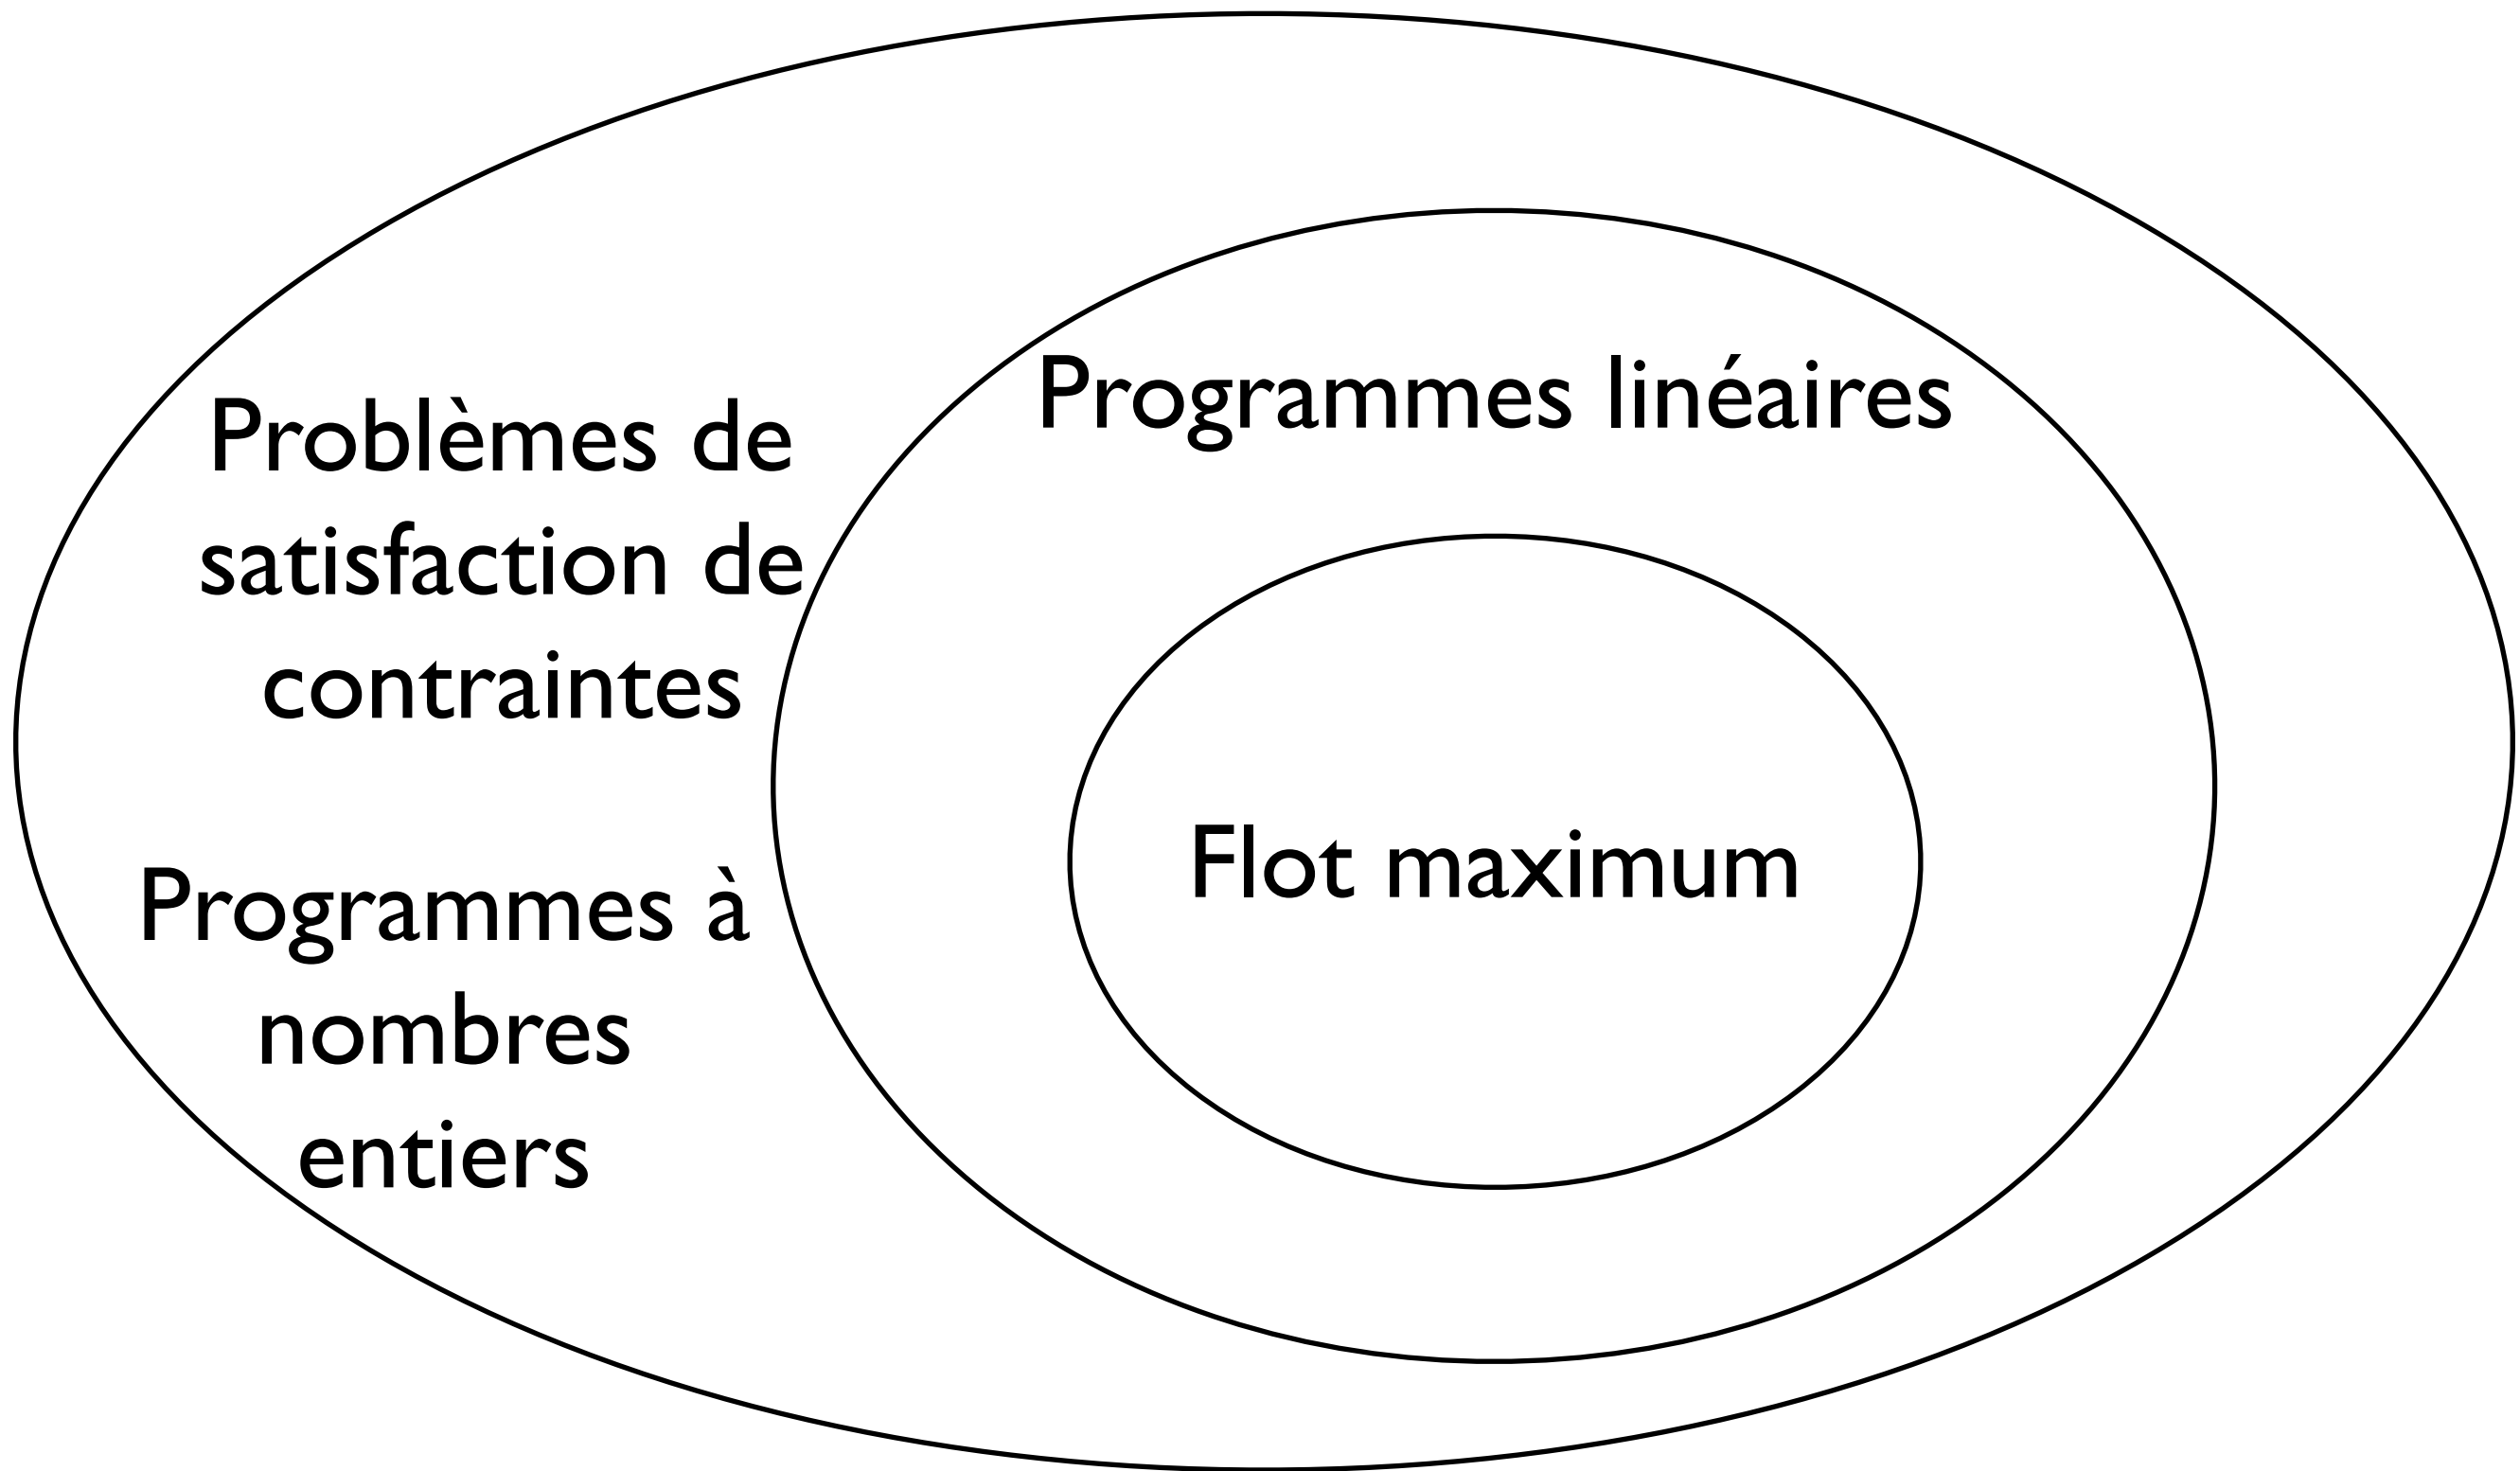 Problèmes de
satisfaction de
contraintes
Programmes à
nombres
entiers
Programmes linéaires
Flot maximum